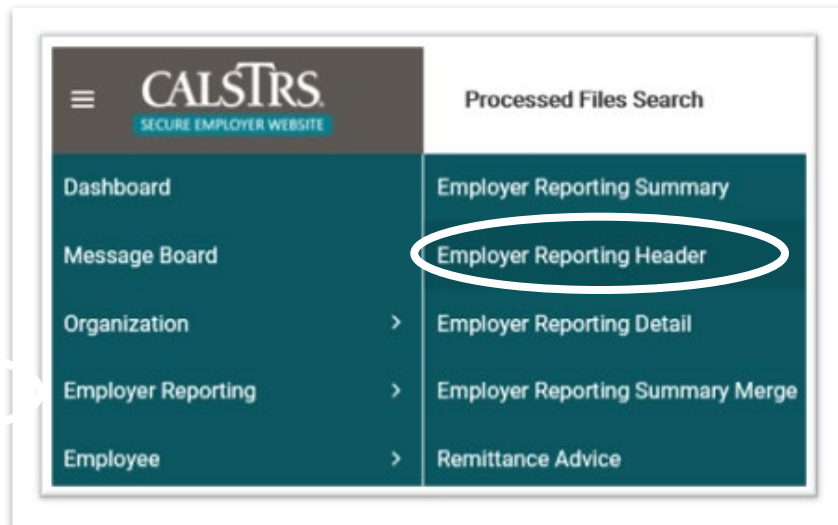 CALSTRS
SECURE EMPLOYER WEBSITE
Processed Files Search
Dashboard
Message Board
Organization
Employer Reporting
Employee
Employer Reporting Summary
Employer Reporting Header
Employer Reporting Detail
Employer Reporting Summary Merge
Remittance Advice